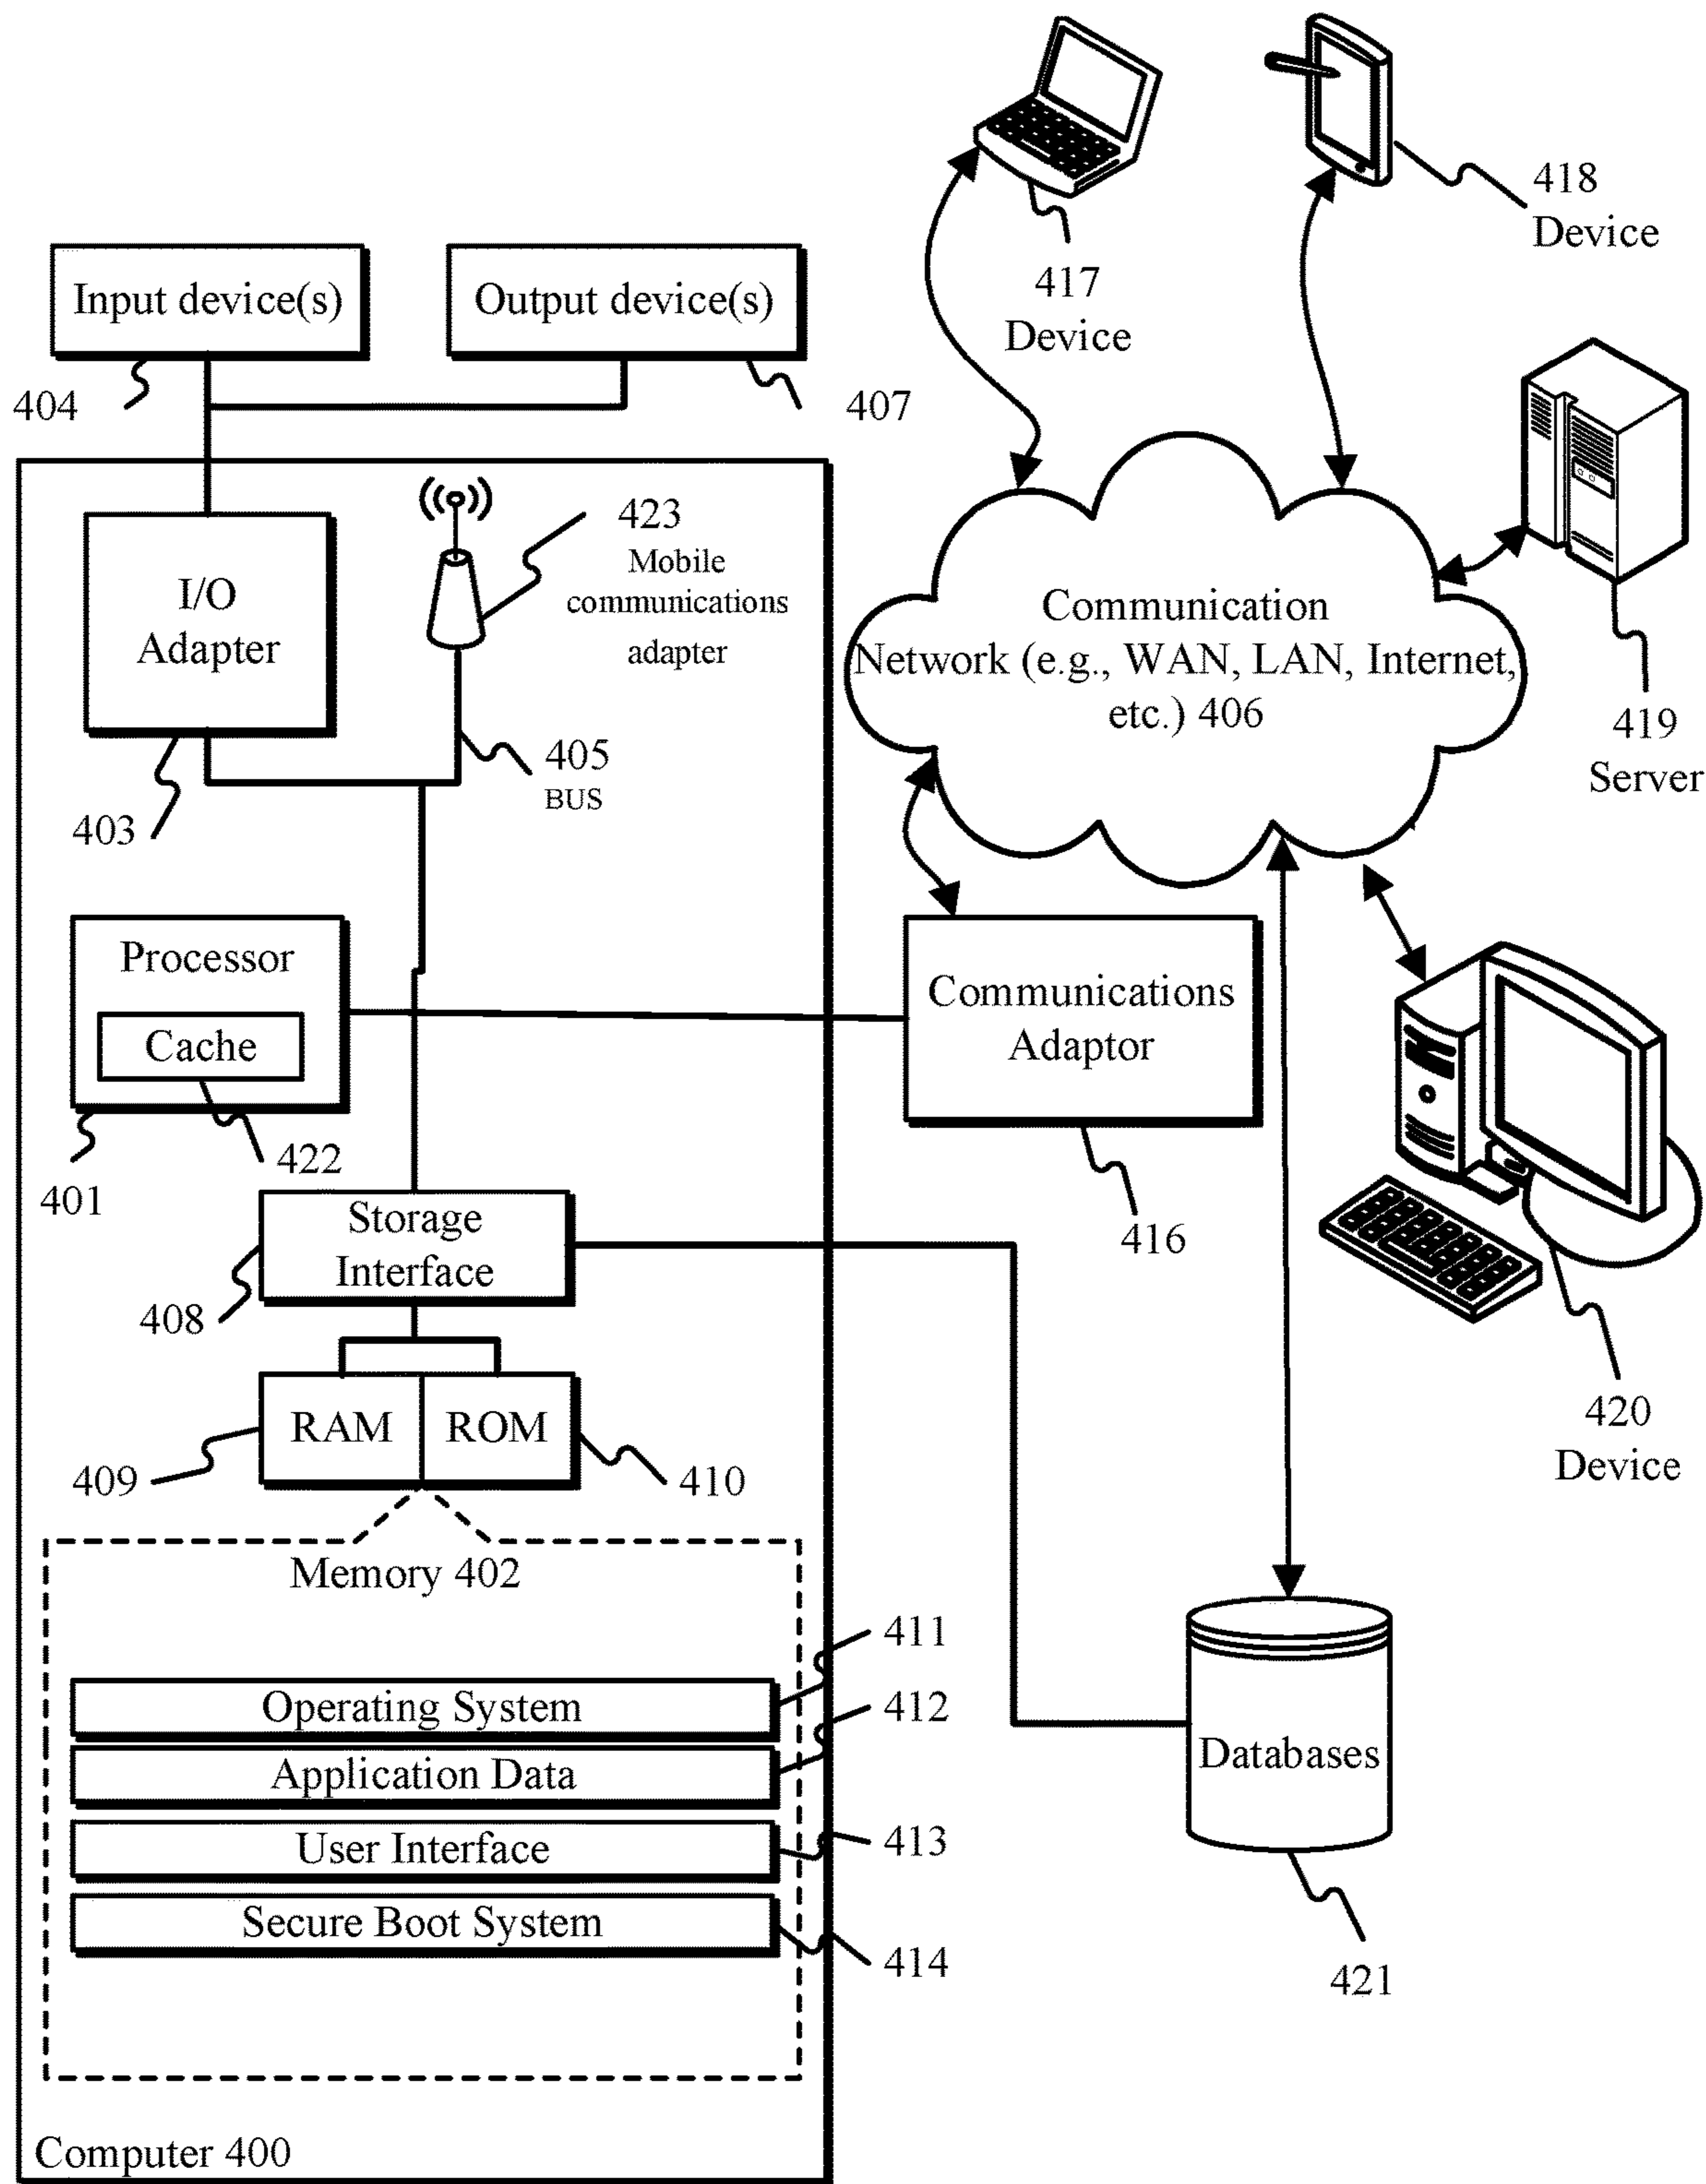 418
Device
417
Device
Input device(s)
Output device(s)
404
407
423
Mobile
communications
adapter
I/O
Adapter
Communication
Network (e.g., WAN, LAN, Internet,
etc.) 406
419
Server
405
BUS
403
Processor
Cache
422
401
Communications
Adaptor
416
Storage
Interface
408
RAM
ROM
409
410
420
Device
Memory 402
411
Operating System
412
Application Data
413
User Interface
Secure Boot System
414
Databases
421
Computer 400